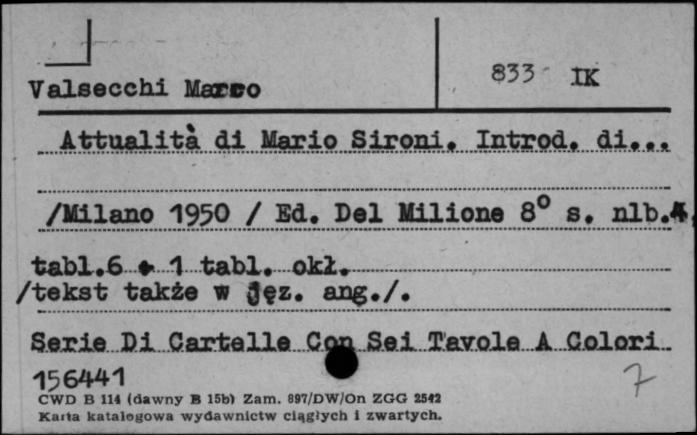 833 IK
Valsecchi Marco
Attualità di Mario Sironi. Introd. di...
/Milano 1950 / Ed. Del Milione 8° s. nlb.4,
tabl.6 + 1 tabl. okł.
/tekst także w języ. ang./.
Serie Di Cartelle Con Sei Tavole A Colori
156441
7
CWD B 114 (dawny B 15b) Zam. 897/DW/On ZGG 2542
Karta katalogowa wydawnictw ciągłych i zwartych.